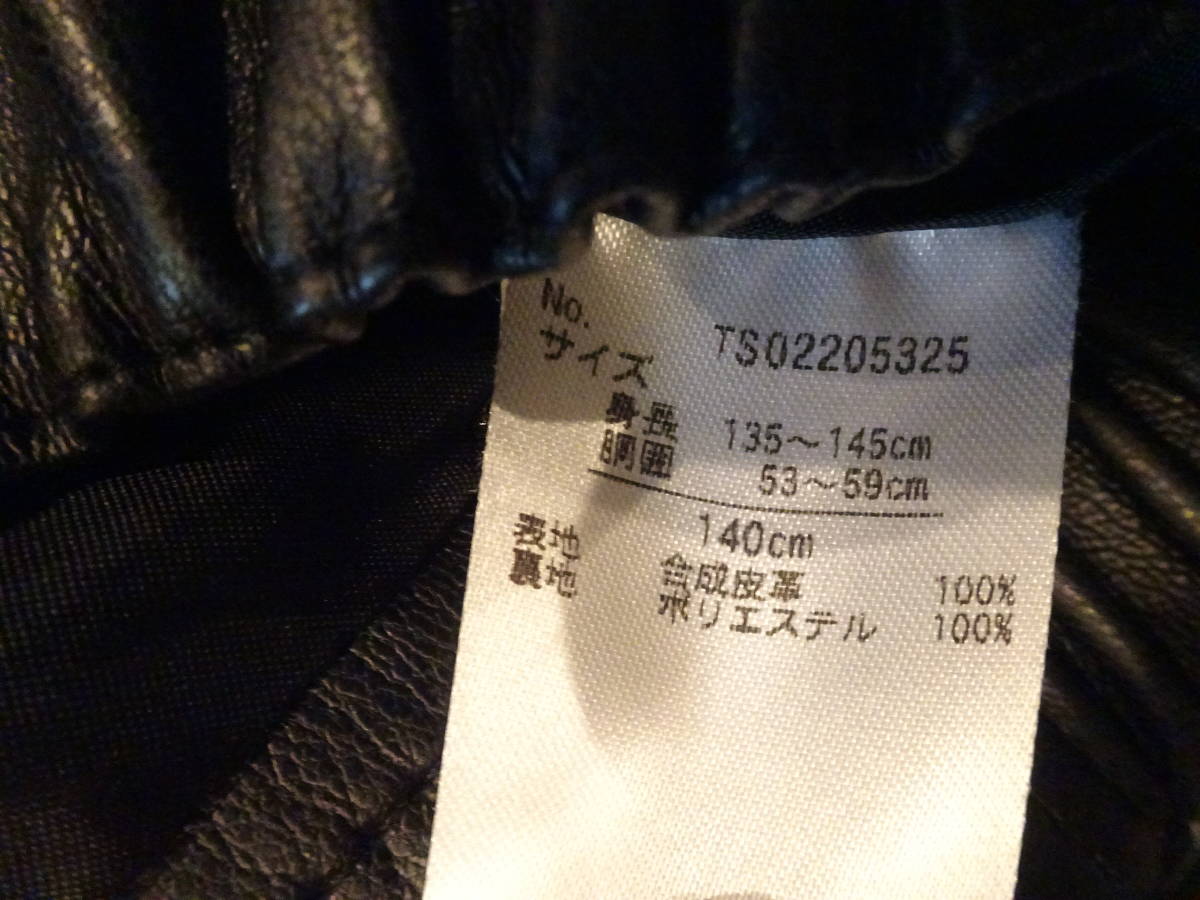 No. TS02205325
サイズ
身長 135～145cm
胴囲 53～59cm
140cm
表地 合成皮革 100%
裏地 ポリエステル 100%